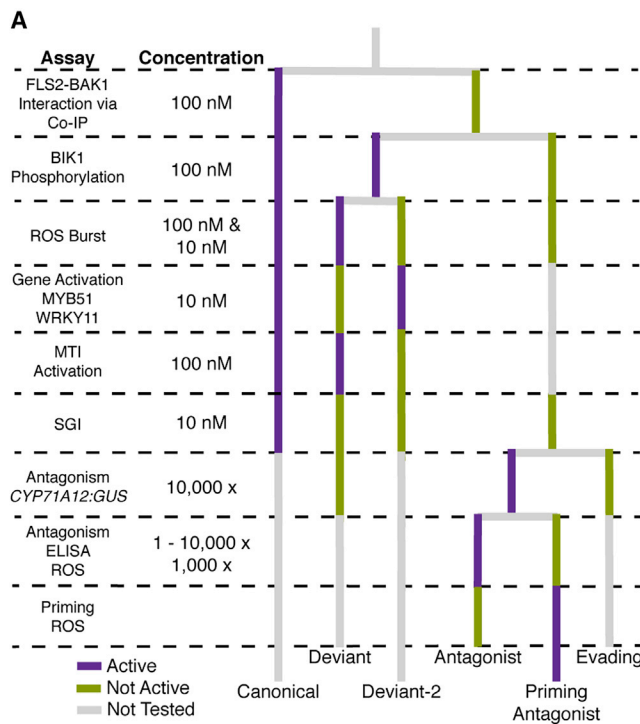 A
Assay Concentration
FLS2-BAK1
Interaction via
Co-IP
100 nM
BIK1
Phosphorylation
100 nM
ROS Burst
100 nM &
10 nM
Gene Activation
MYB51
WRKY11
10 nM
MTI
Activation
100 nM
SGI
10 nM
Antagonism
CYP71A12:GUS
10,000 x
Antagonism
ELISA
ROS
1 - 10,000 x
1,000 x
Priming
ROS
Deviant
Antagonist
Evading
Active
Not Active
Not Tested
Canonical
Deviant-2
Priming
Antagonist